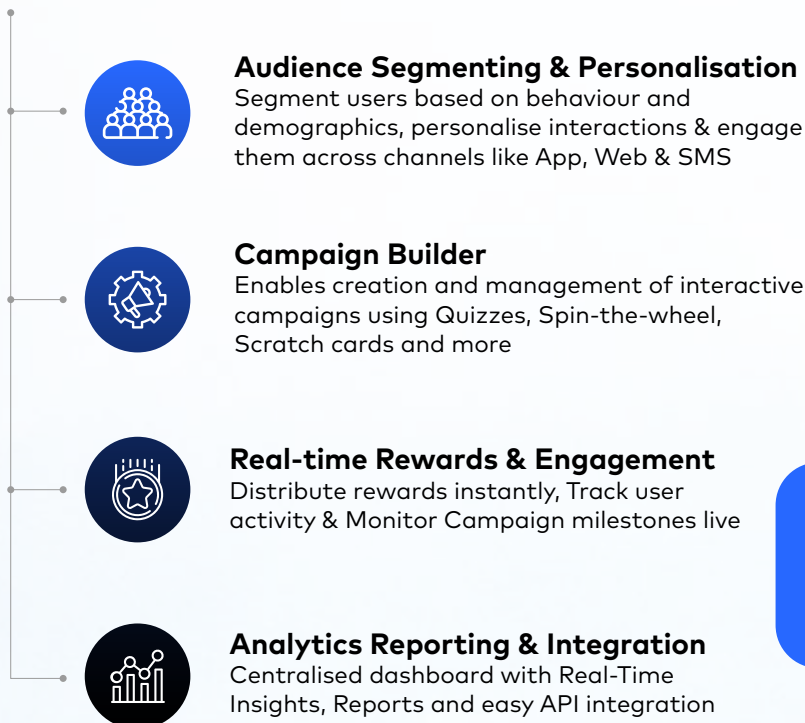 Audience Segmenting & Personalisation
Segment users based on behaviour and
demographics, personalise interactions & engage
them across channels like App, Web & SMS
Campaign Builder
Enables creation and management of interactive
campaigns using Quizzes, Spin-the-wheel,
Scratch cards and more
Real-time Rewards & Engagement
Distribute rewards instantly, Track user
activity & Monitor Campaign milestones live
Analytics Reporting & Integration
Centralised dashboard with Real-Time
Insights, Reports and easy API integration